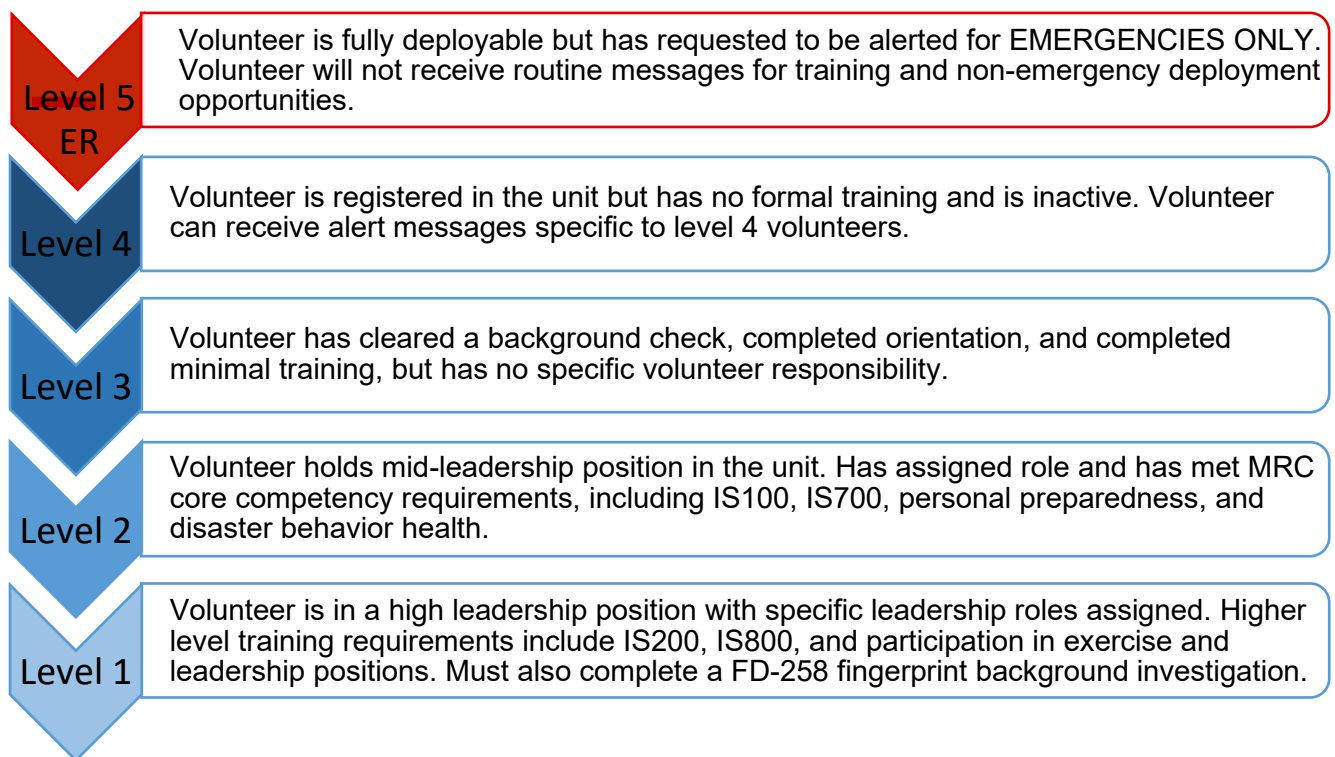 Level 5
ER
Volunteer is fully deployable but has requested to be alerted for EMERGENCIES ONLY.
Volunteer will not receive routine messages for training and non-emergency deployment
opportunities.
Level 4
Volunteer is registered in the unit but has no formal training and is inactive. Volunteer
can receive alert messages specific to level 4 volunteers.
Level 3
Volunteer has cleared a background check, completed orientation, and completed
minimal training, but has no specific volunteer responsibility.
Level 2
Volunteer holds mid-leadership position in the unit. Has assigned role and has met MRC
core competency requirements, including IS100, IS700, personal preparedness, and
disaster behavior health.
Level 1
Volunteer is in a high leadership position with specific leadership roles assigned. Higher
level training requirements include IS200, IS800, and participation in exercise and
leadership positions. Must also complete a FD-258 fingerprint background investigation.